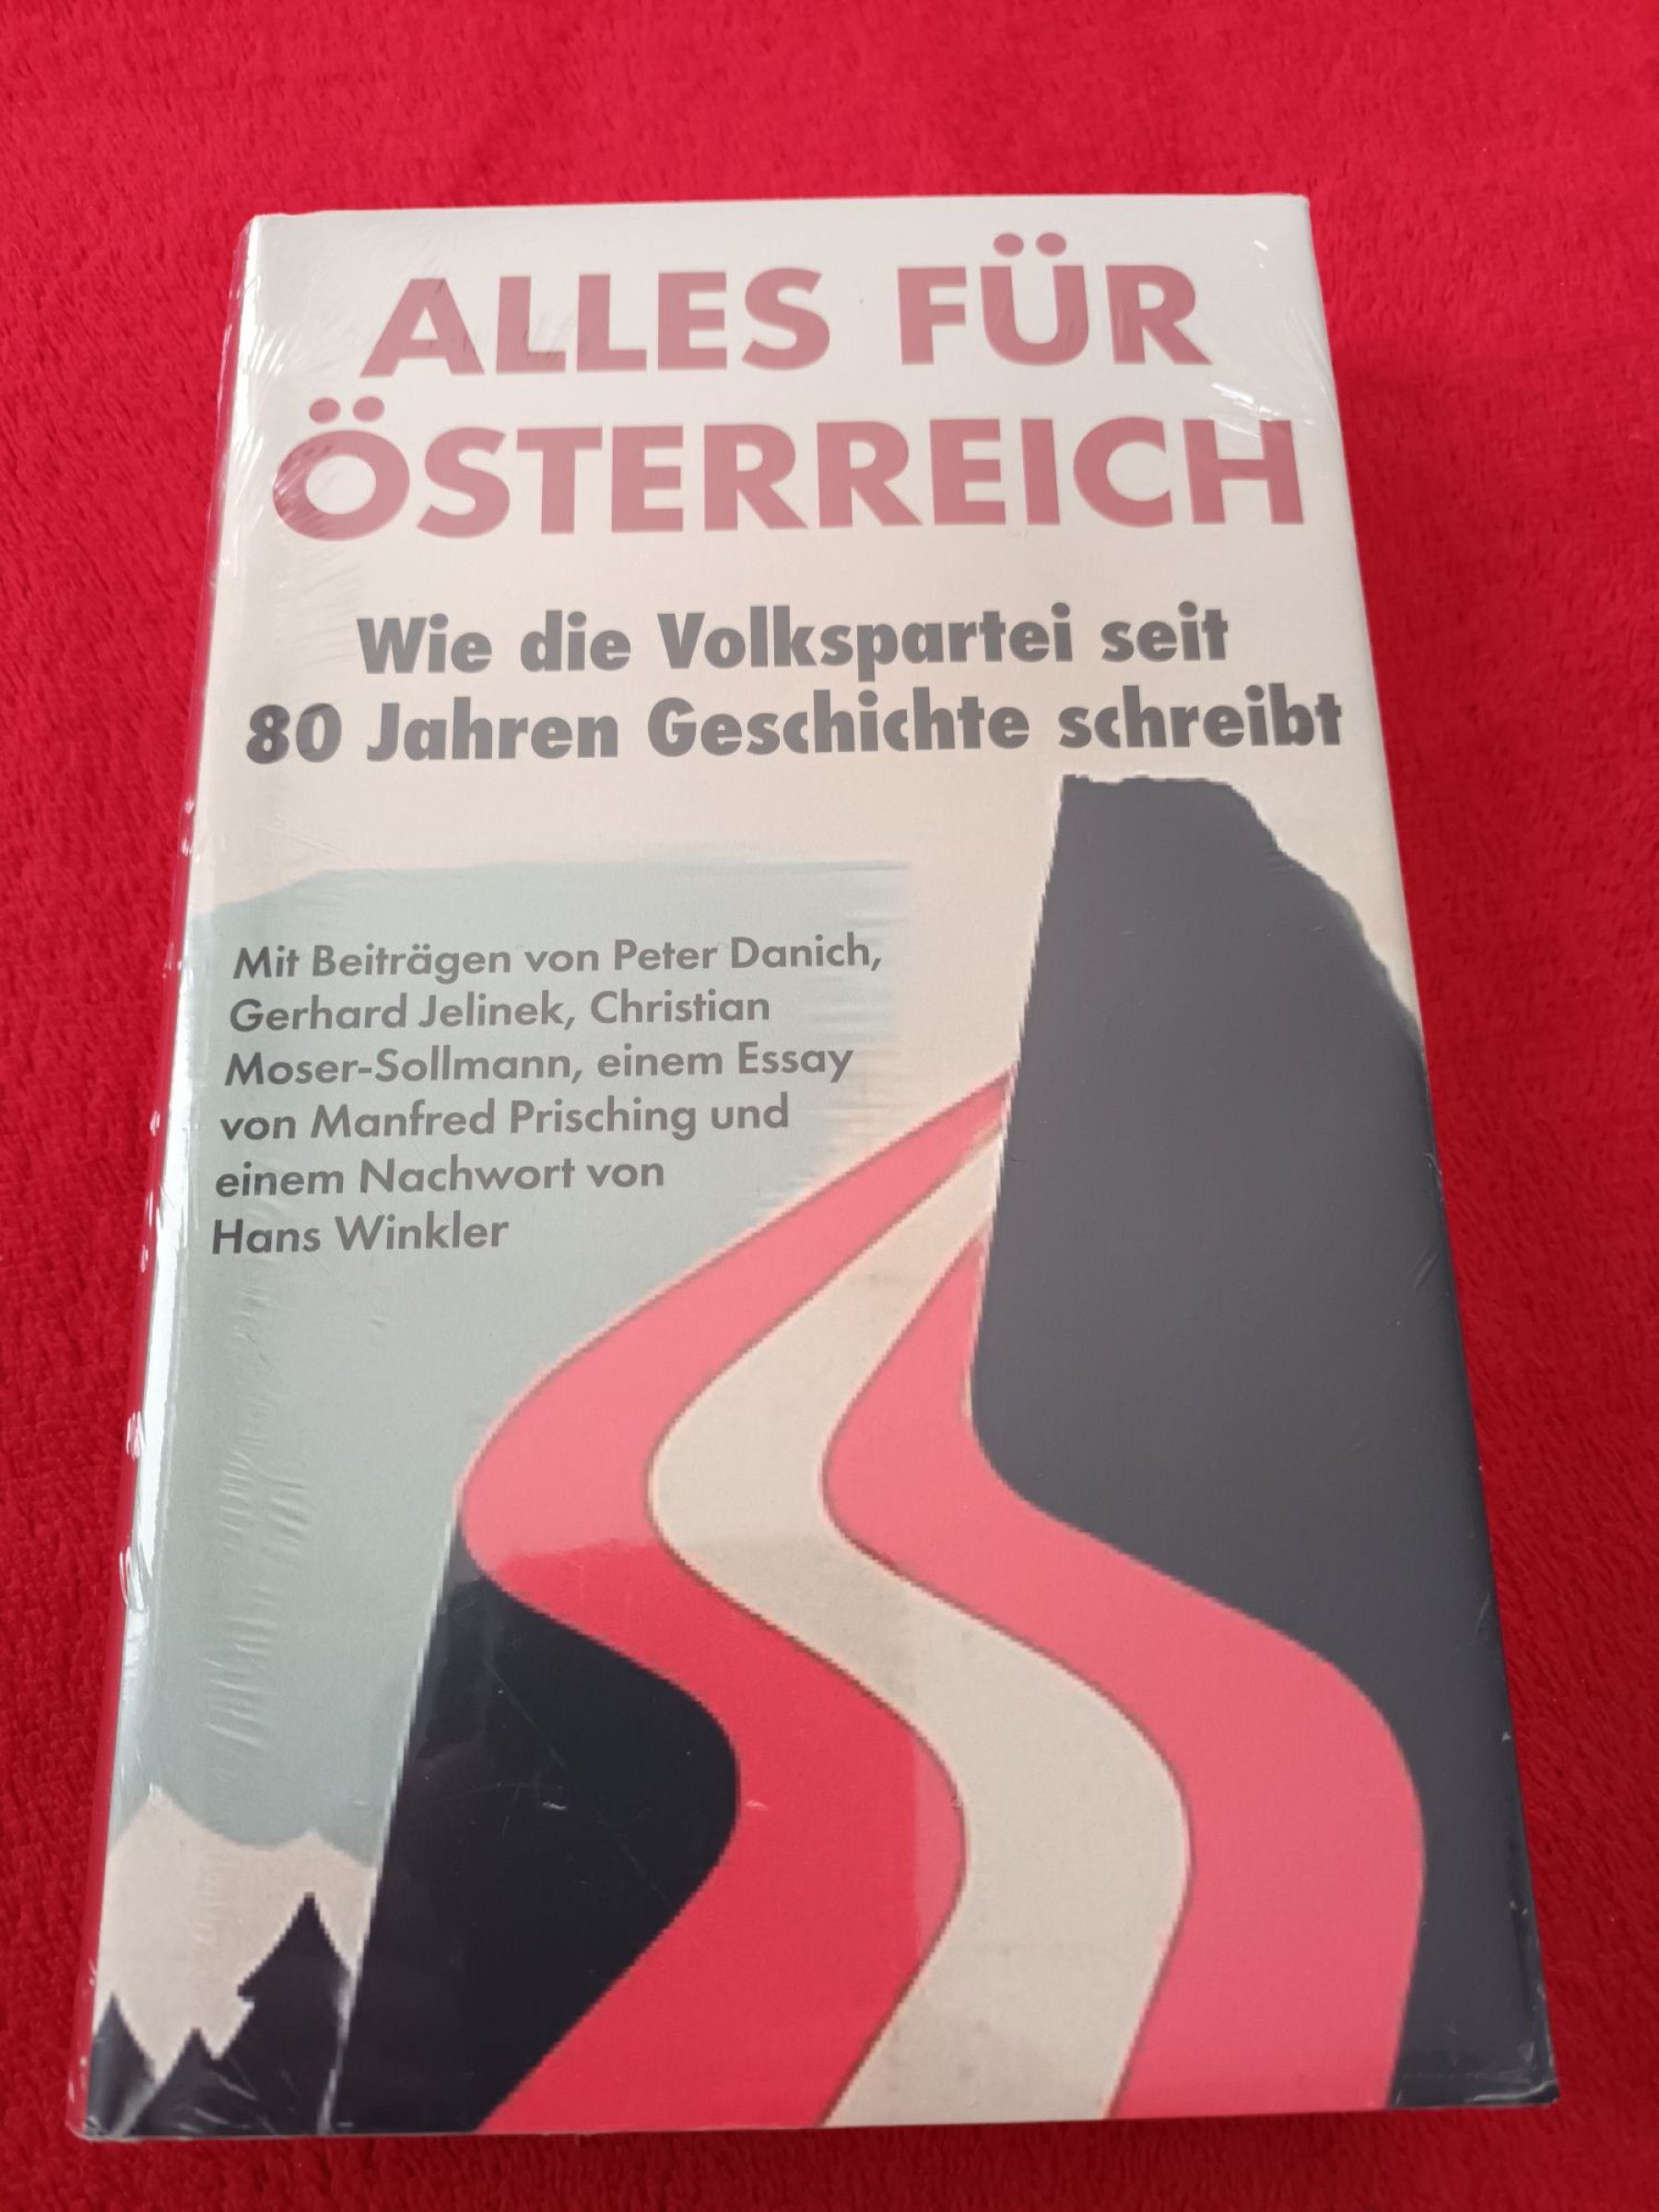 ALLES FÜR
ÖSTERREICH
Wie die Volkspartei seit
80 Jahren Geschichte schreibt
Mit Beiträgen von Peter Danich,
Gerhard Jelinek, Christian
Moser-Sollmann, einem Essay
von Manfred Prisching und
einem Nachwort von
Hans Winkler